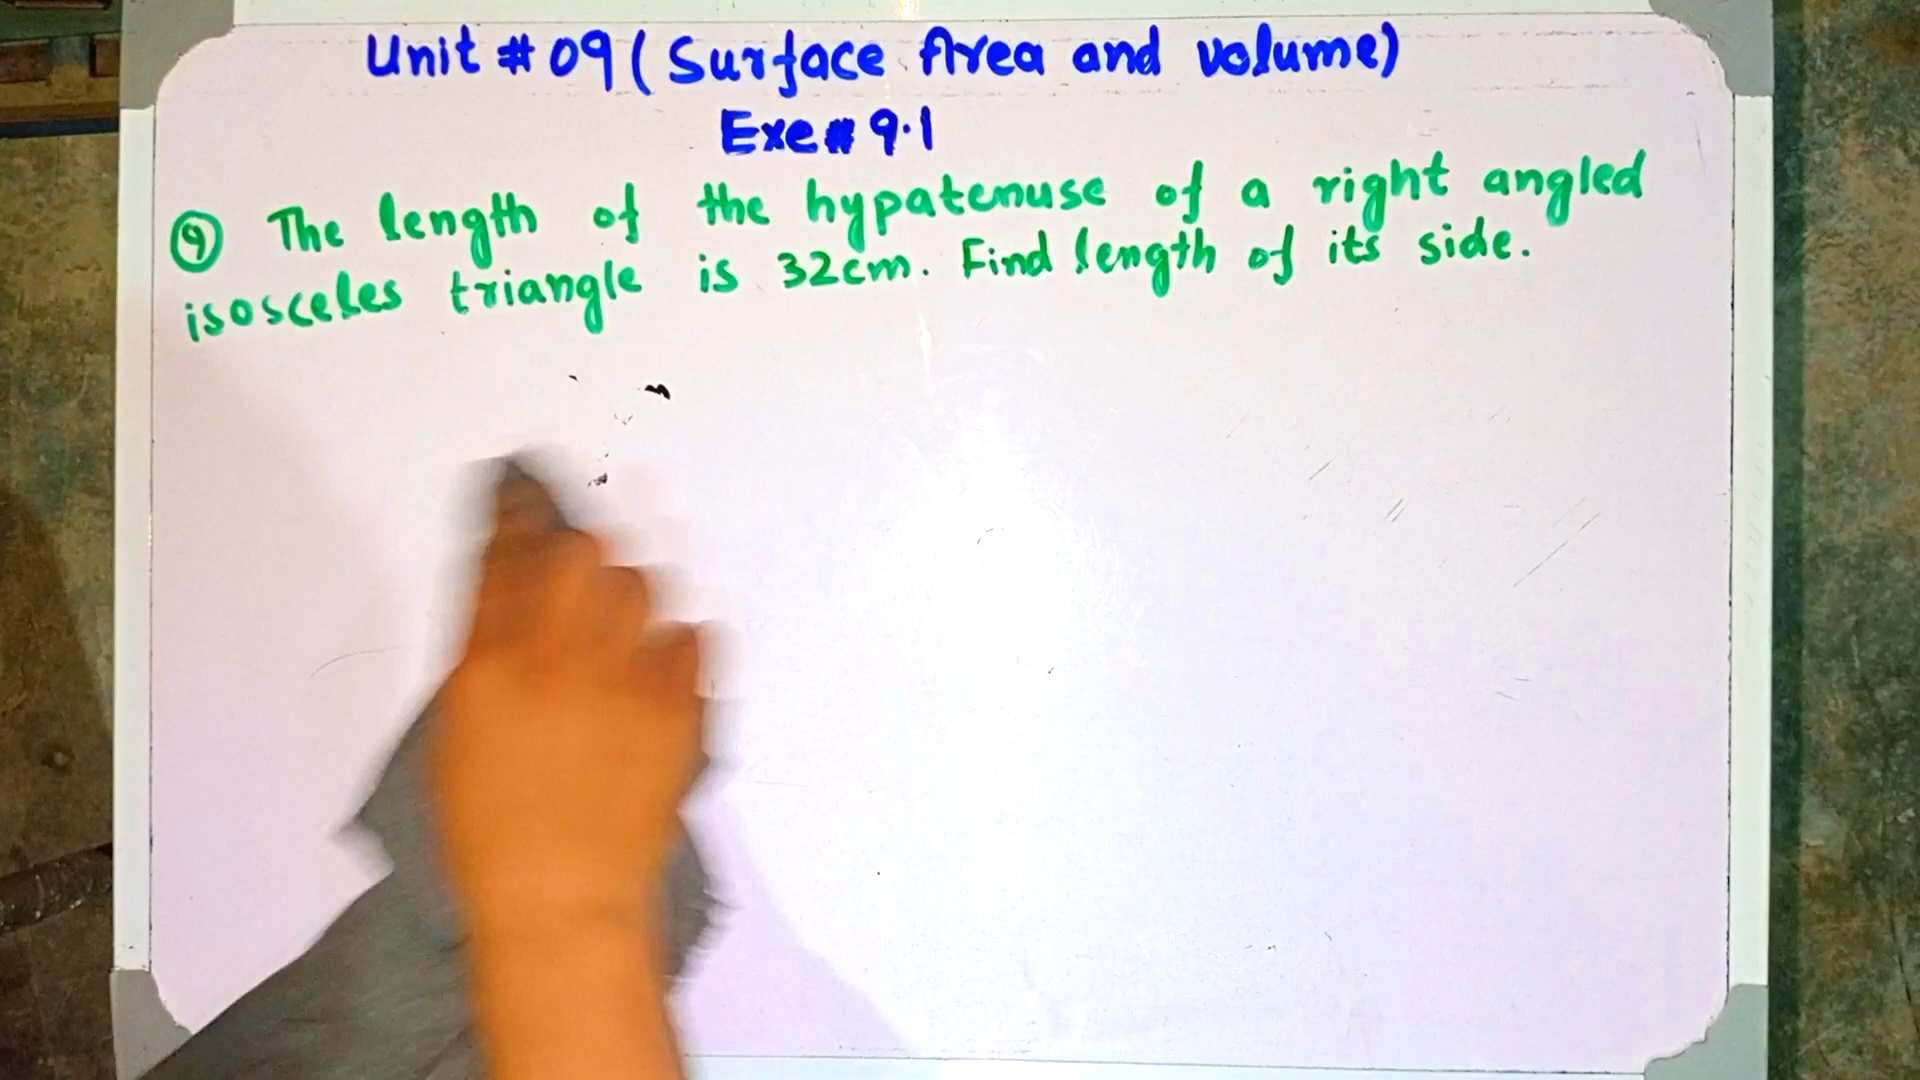 Unit # 09 (Surface Area and volume)
Exe # 9.1
⑨ The length of the hypatenuse of a right angled
isosceles triangle is 32cm. Find length of its side.